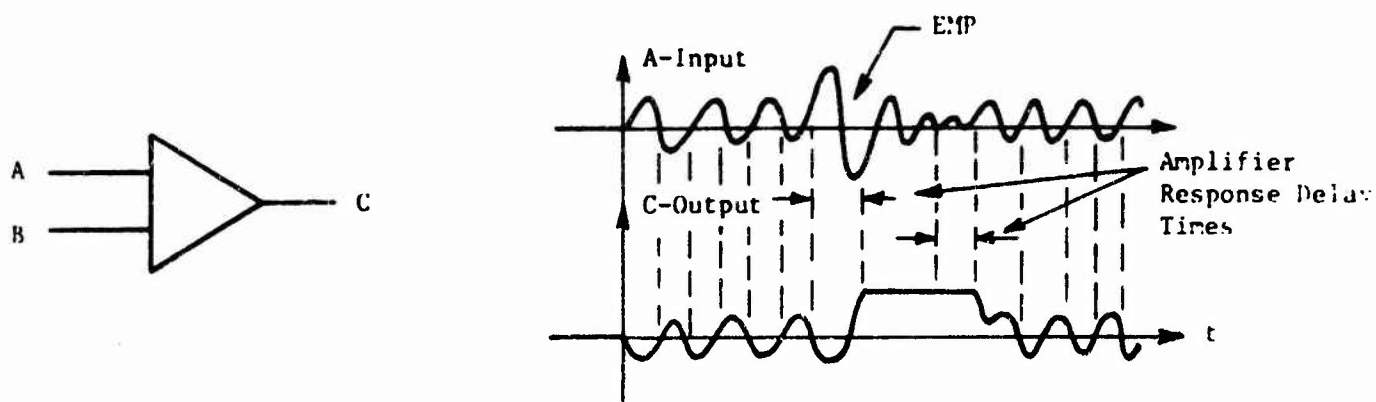 EMP
A-Input
A
B
C
C-Output
Amplifier
Response Delay
Times
t